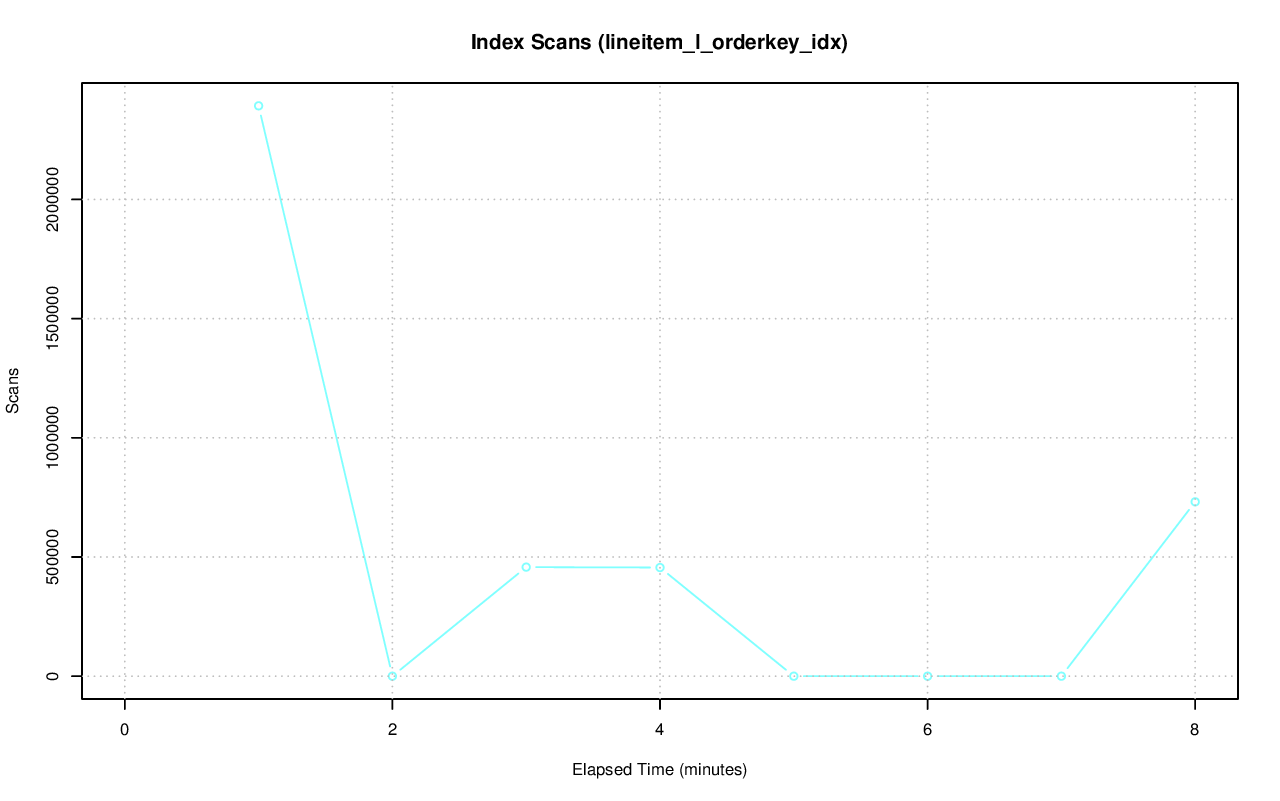 Index Scans (lineitem_l_orderkey_idx)
Scans
2000000
1500000
1000000
500000
0
0 2 4 6 8
Elapsed Time (minutes)